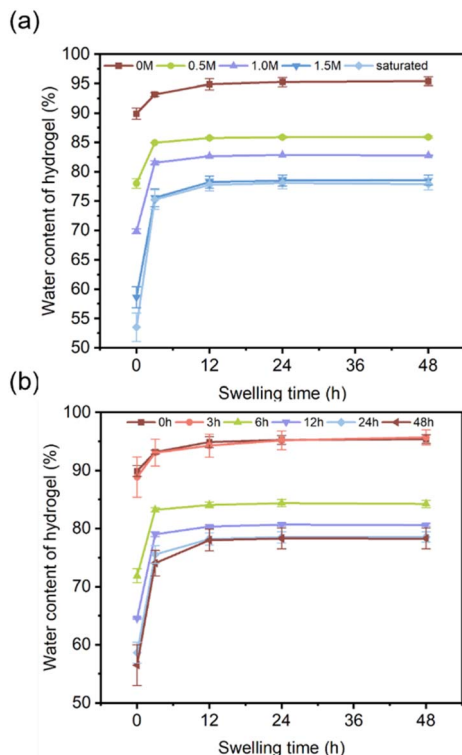 (a)
0M 0.5M 1.0M 1.5M saturated
Water content of hydrogel (%)
100
95
90
85
80
75
70
65
60
55
50
0 12 24 36 48
Swelling time (h)
(b)
0h 3h 6h 12h 24h 48h
Water content of hydrogel (%)
100
95
90
80
70
60
50
0 12 24 36 48
Swelling time (h)